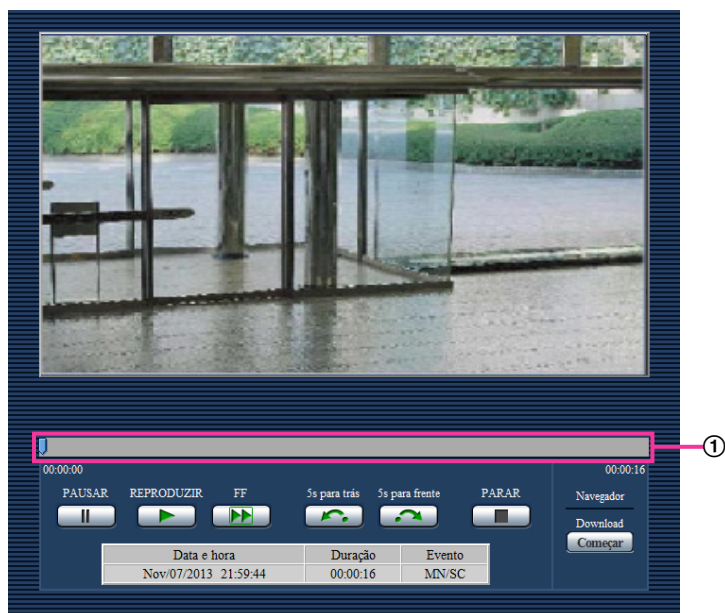 ①
00:00:00 00:00:16
PAUSAR REPRODUZIR FF 5s para trás 5s para frente PARAR
Navegador
Download
Começar
Data e hora Duração Evento
Nov/07/2013 21:59:44 00:00:16 MN/SC